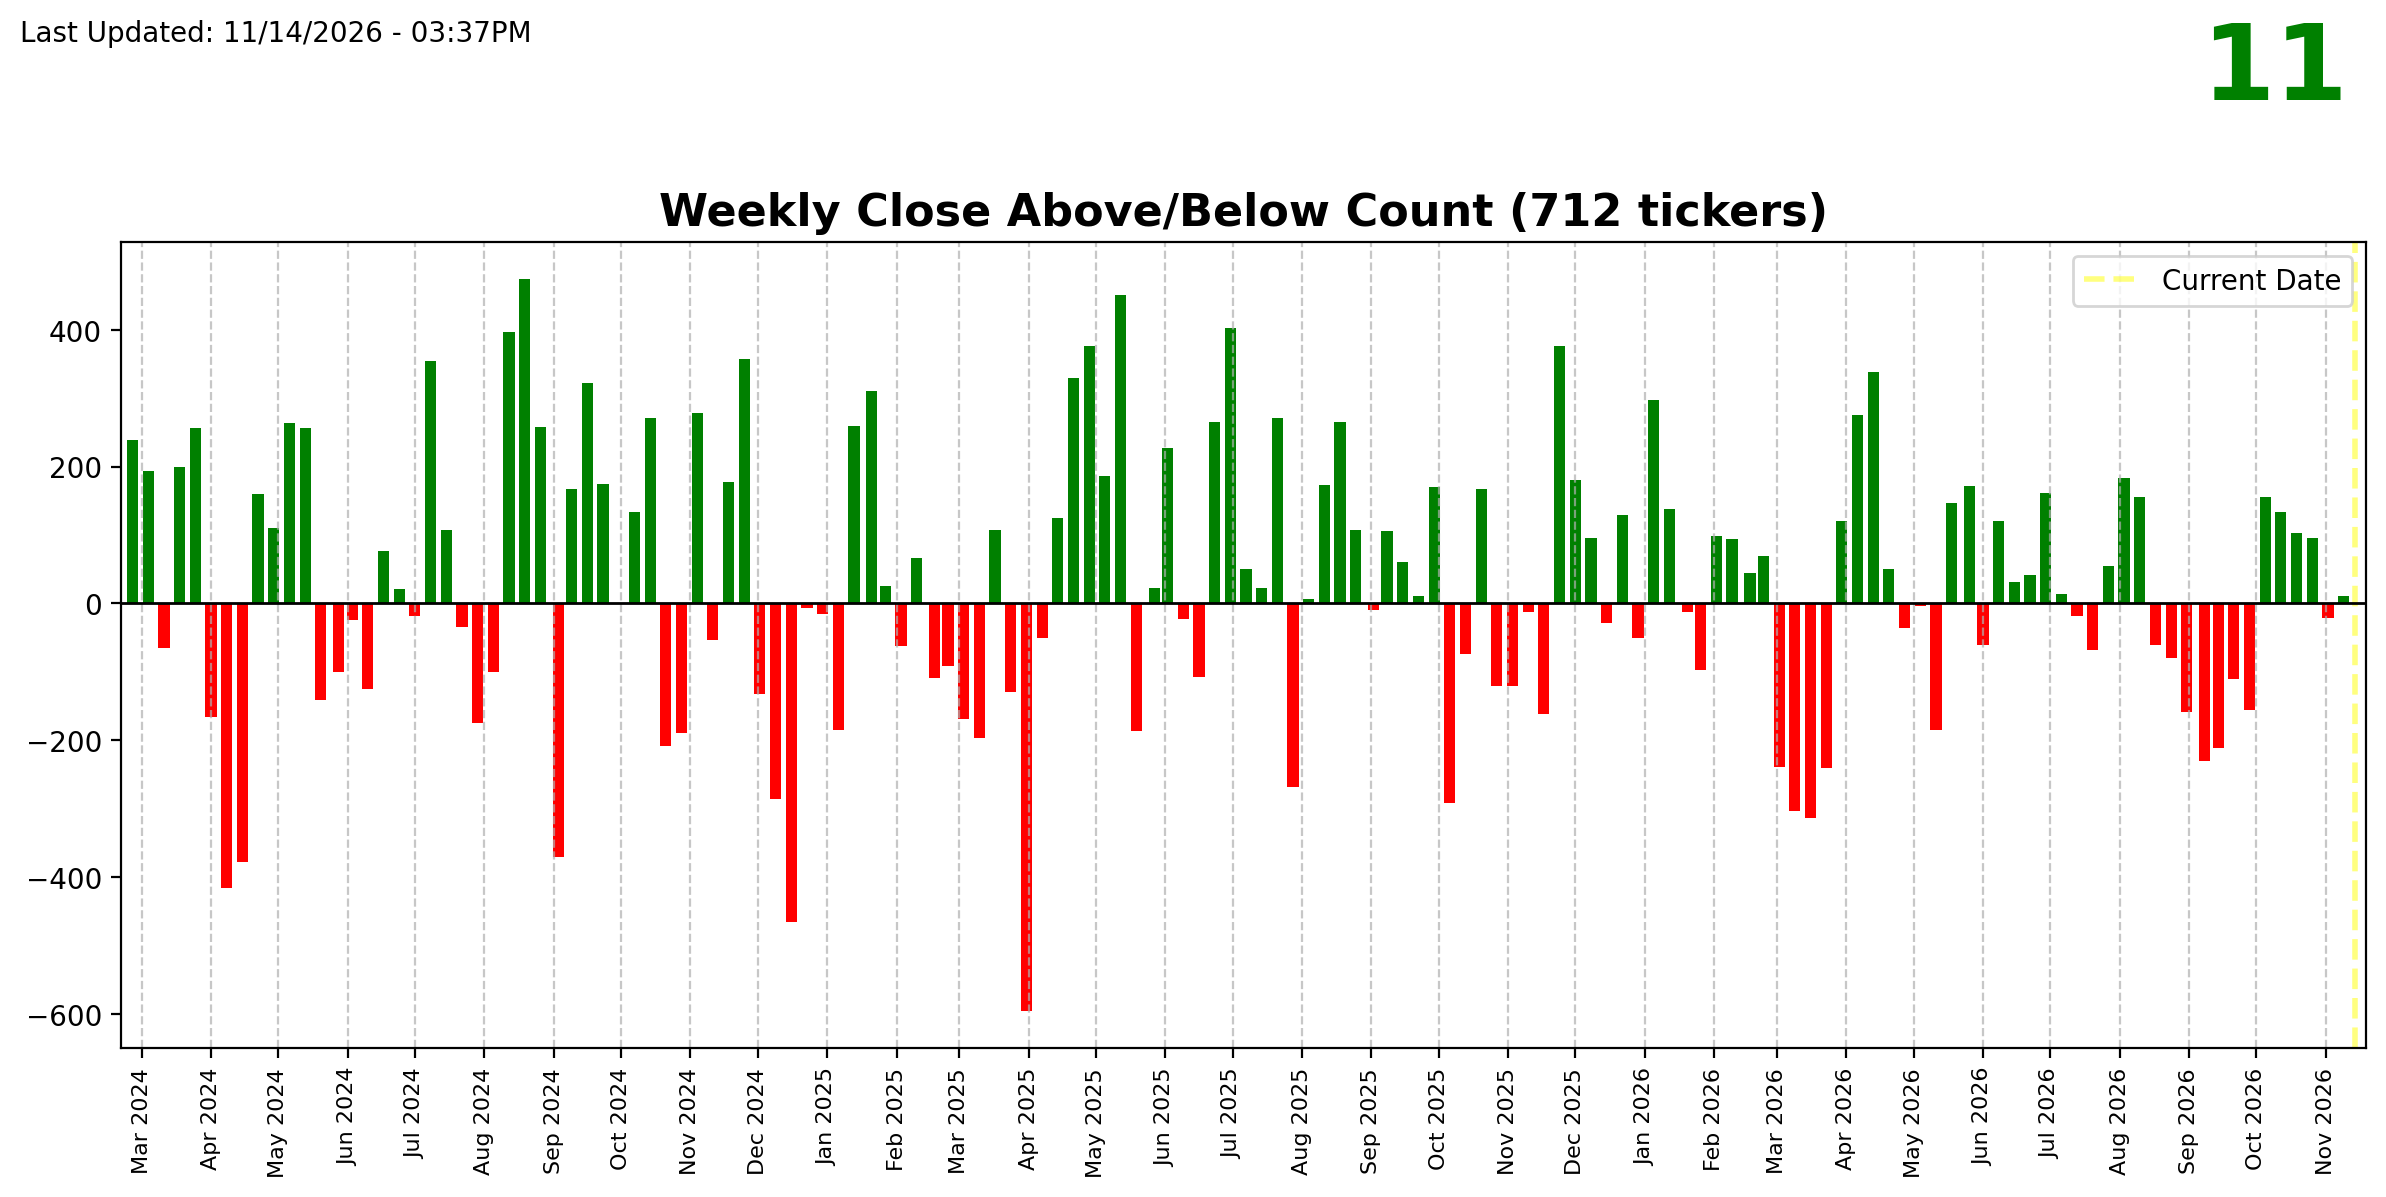 Last Updated: 11/14/2026 - 03:37PM
11
Weekly Close Above/Below Count (712 tickers)
Current Date
400
200
0
−200
−400
−600
Mar 2024
Apr 2024
May 2024
Jun 2024
Jul 2024
Aug 2024
Sep 2024
Oct 2024
Nov 2024
Dec 2024
Jan 2025
Feb 2025
Mar 2025
Apr 2025
May 2025
Jun 2025
Jul 2025
Aug 2025
Sep 2025
Oct 2025
Nov 2025
Dec 2025
Jan 2026
Feb 2026
Mar 2026
Apr 2026
May 2026
Jun 2026
Jul 2026
Aug 2026
Sep 2026
Oct 2026
Nov 2026